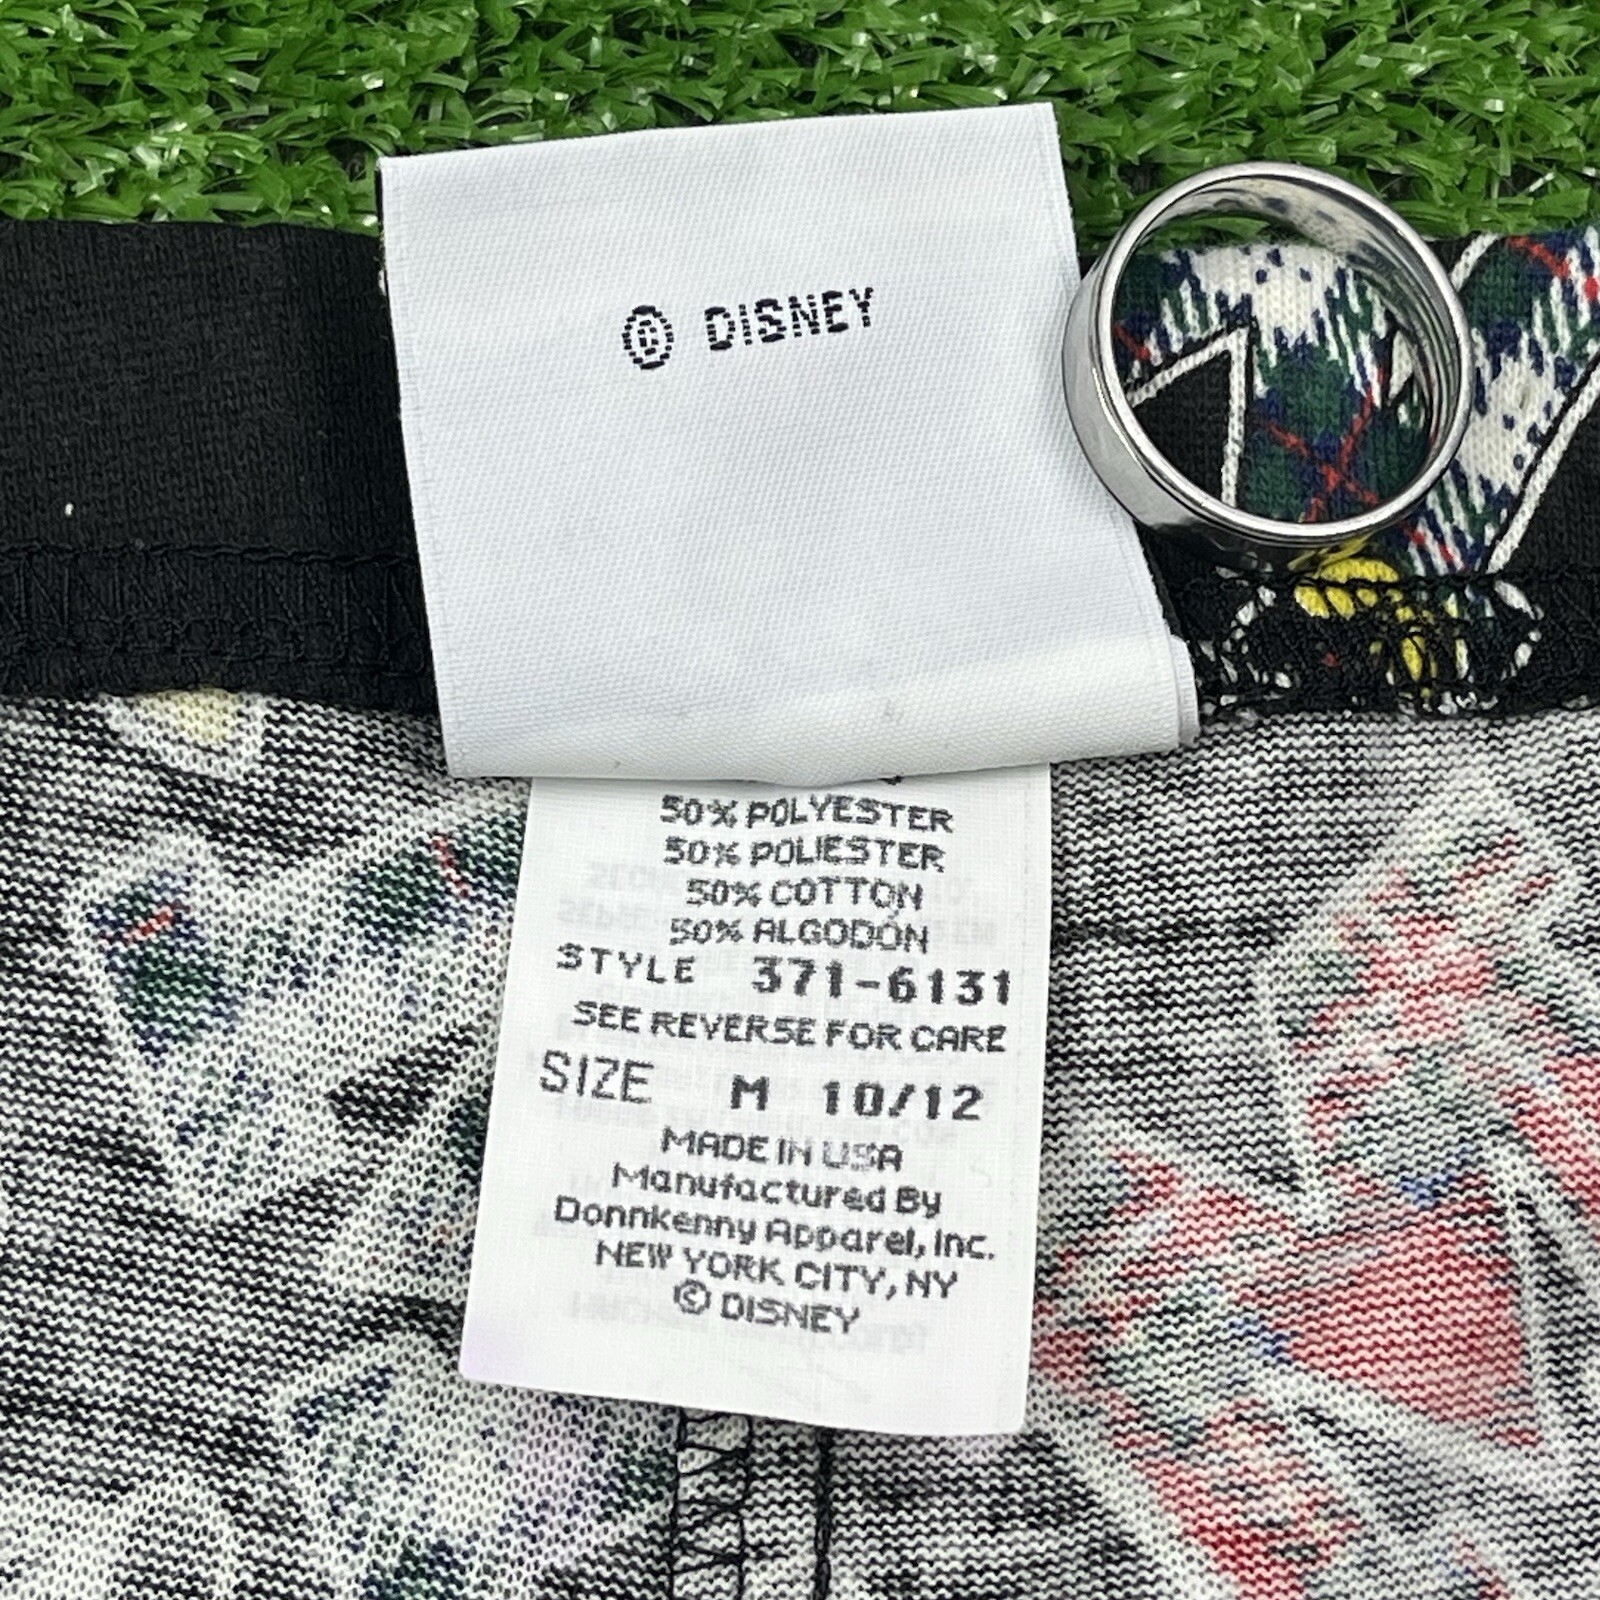 © DISNEY
50% POLYESTER
50% POLIESTER
50% COTTON
50% ALGODÓN
STYLE 371-6131
SEE REVERSE FOR CARE
SIZE M 10/12
MADE IN USA
Manufactured By
Donnkenny Apparel, Inc.
NEW YORK CITY, NY
© DISNEY